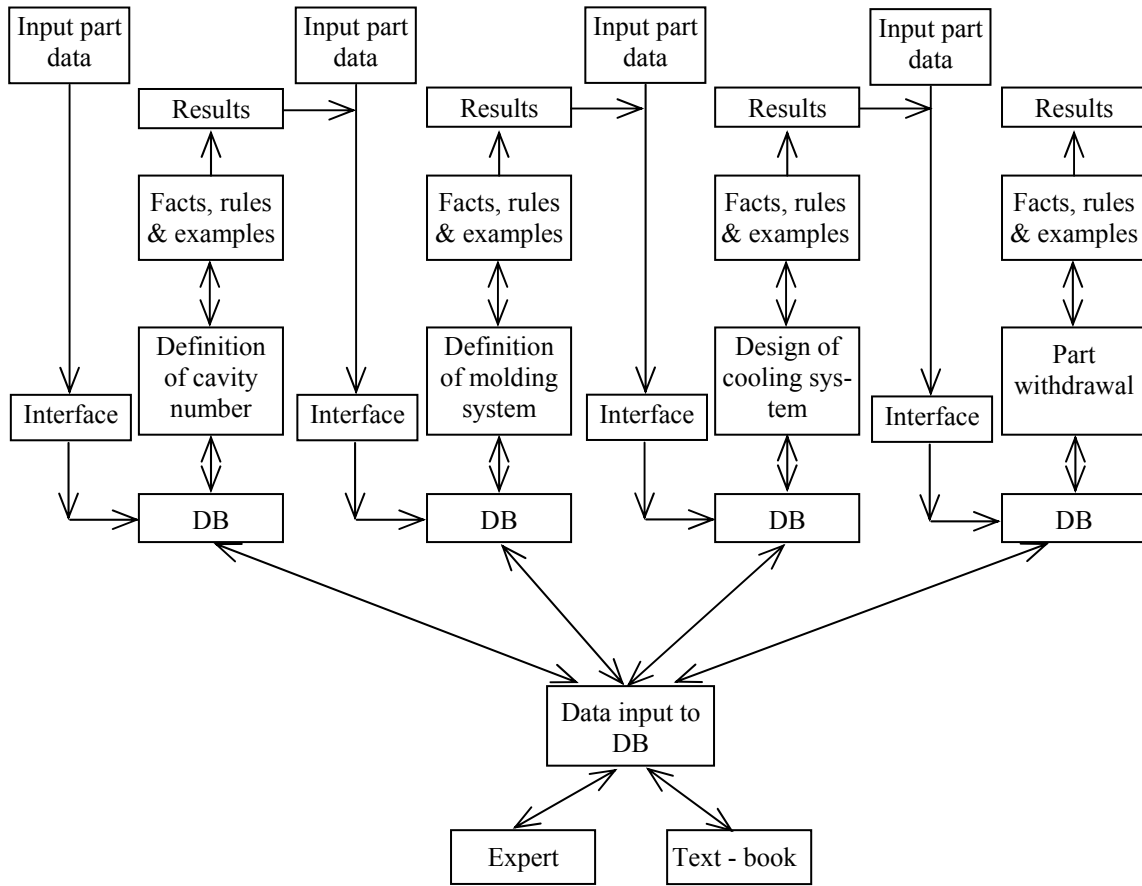 Input part
data
Input part
data
Input part
data
Input part
data
Results
Results
Results
Results
Facts, rules
& examples
Facts, rules
& examples
Facts, rules
& examples
Facts, rules
& examples
Definition
of cavity
number
Definition
of molding
system
Design of
cooling sys-
tem
Part
withdrawal
Interface
Interface
Interface
Interface
DB
DB
DB
DB
Data input to
DB
Expert
Text - book